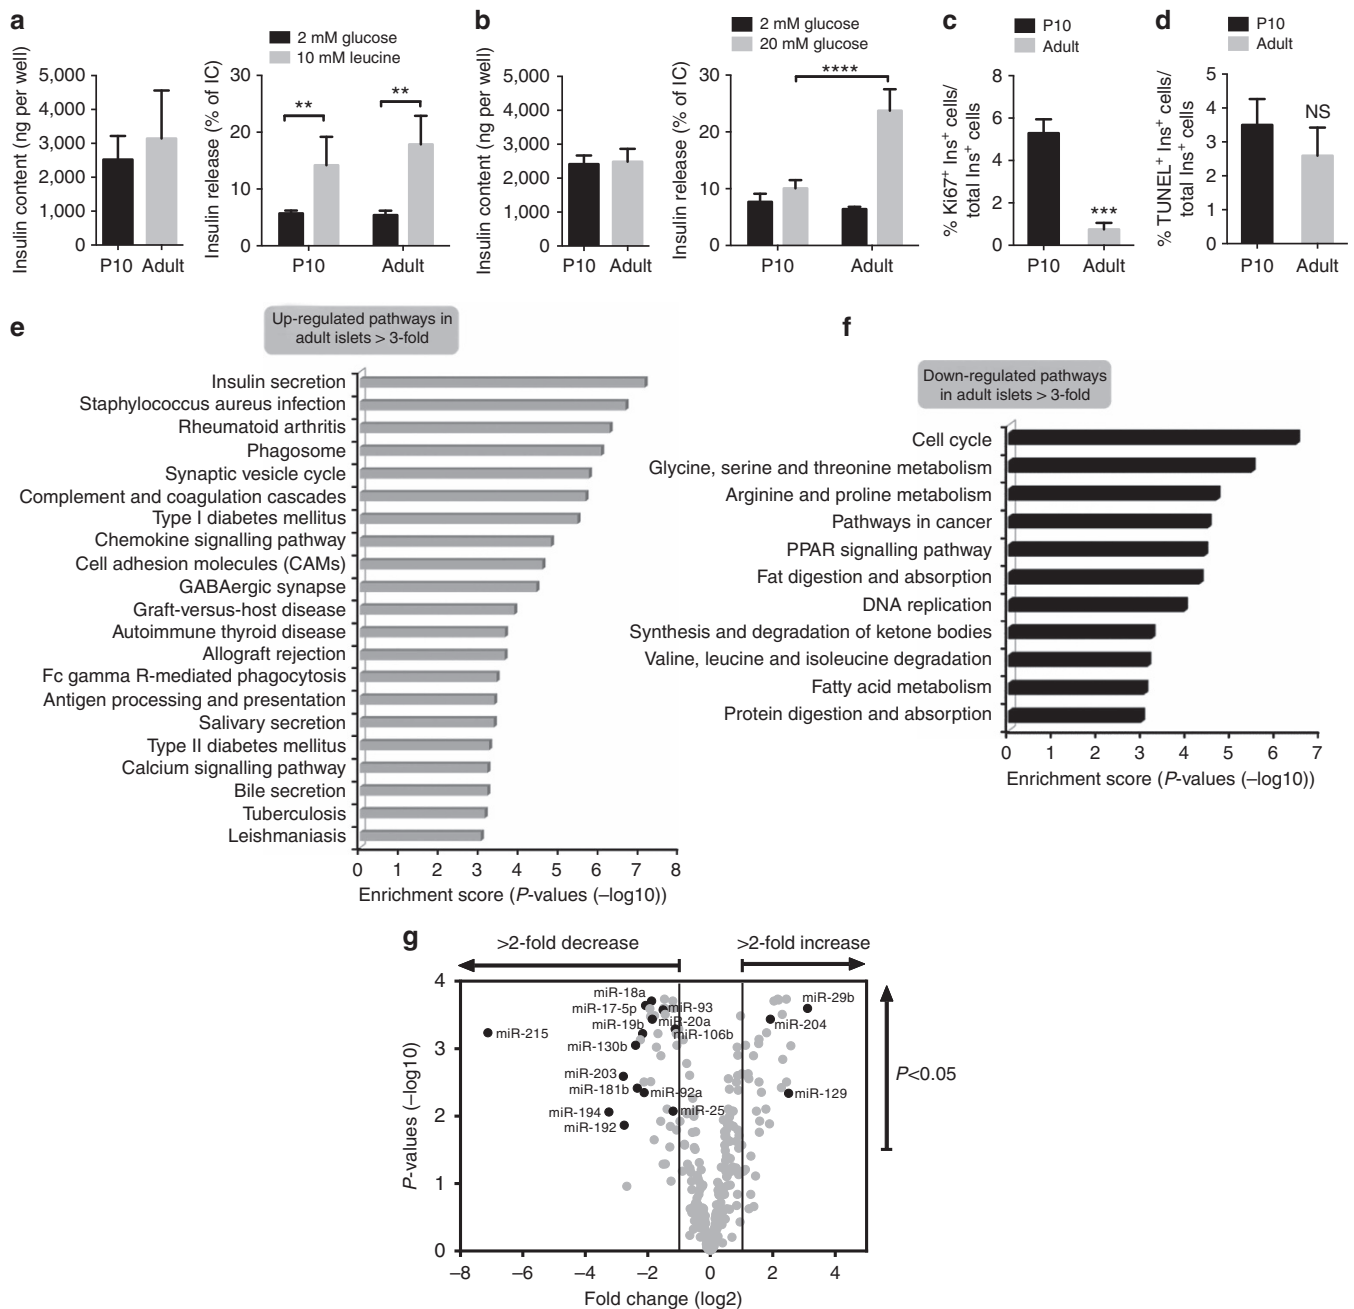 a
Insulin content (ng per well)
5,000
4,000
3,000
2,000
1,000
0
P10 Adult
2 mM glucose
10 mM leucine
Insulin release (% of IC)
30
20
10
0
**
**
P10 Adult
b
Insulin content (ng per well)
5,000
4,000
3,000
2,000
1,000
0
P10 Adult
2 mM glucose
20 mM glucose
Insulin release (% of IC)
30
20
10
0
****
P10 Adult
c
P10
Adult
% Ki67+ Ins+ cells/
total Ins+ cells
8
6
4
2
0
***
P10 Adult
d
P10
Adult
% TUNEL+ Ins+ cells/
total Ins+ cells
5
4
3
2
1
0
NS
P10 Adult
e
Up-regulated pathways in
adult islets > 3-fold
Insulin secretion
Staphylococcus aureus infection
Rheumatoid arthritis
Phagosome
Synaptic vesicle cycle
Complement and coagulation cascades
Type I diabetes mellitus
Chemokine signalling pathway
Cell adhesion molecules (CAMs)
GABAergic synapse
Graft-versus-host disease
Autoimmune thyroid disease
Allograft rejection
Fc gamma R-mediated phagocytosis
Antigen processing and presentation
Salivary secretion
Type II diabetes mellitus
Calcium signalling pathway
Bile secretion
Tuberculosis
Leishmaniasis
0 1 2 3 4 5 6 7 8
Enrichment score (P-values (–log10))
f
Down-regulated pathways
in adult islets > 3-fold
Cell cycle
Glycine, serine and threonine metabolism
Arginine and proline metabolism
Pathways in cancer
PPAR signalling pathway
Fat digestion and absorption
DNA replication
Synthesis and degradation of ketone bodies
Valine, leucine and isoleucine degradation
Fatty acid metabolism
Protein digestion and absorption
0 1 2 3 4 5 6 7
Enrichment score (P-values (–log10))
g
>2-fold decrease
>2-fold increase
P-values (–log10)
4
3
2
1
0
miR-18a
miR-17-5p
miR-93
miR-29b
miR-19b
miR-20a
miR-204
miR-215
miR-106b
miR-130b
miR-203
miR-181b
miR-92a
miR-129
miR-194
miR-25
miR-192
P<0.05
–8 –6 –4 –2 0 2 4
Fold change (log2)